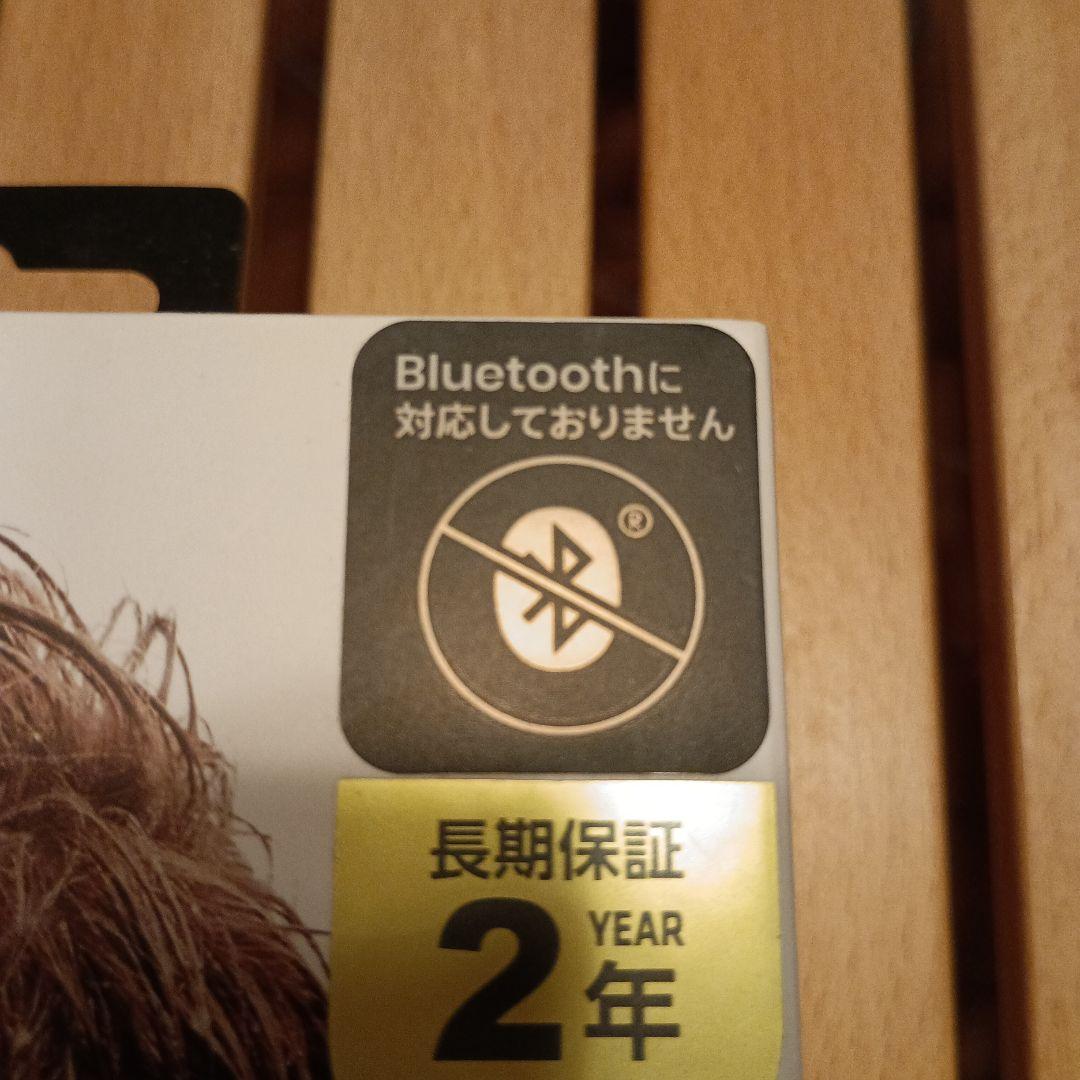 Bluetoothに
対応しておりません
®
長期保証
2 YEAR
年